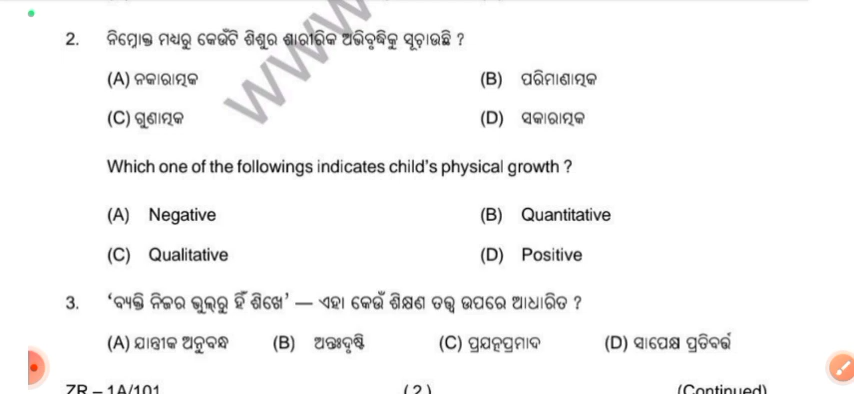 2. ନିମ୍ନୋକ୍ତ ମଧ୍ୟରୁ କେଉଁଟି ଶିଶୁର ଶାରୀରିକ ଅଭିବୃଦ୍ଧିକୁ ସୂଚାଉଛି ?
(A) ନକାରାତ୍ମକ (B) ପରିମାଣାତ୍ମକ
(C) ଗୁଣାତ୍ମକ (D) ସକାରାତ୍ମକ
Which one of the followings indicates child's physical growth ?
(A) Negative (B) Quantitative
(C) Qualitative (D) Positive
3. ‘ବ୍ୟକ୍ତି ନିଜର ଭୁଲ୍‌ରୁ ହିଁ ଶିଖେ’ — ଏହା କେଉଁ ଶିକ୍ଷଣ ତତ୍ତ୍ୱ ଉପରେ ଆଧାରିତ ?
(A) ଯାନ୍ତ୍ରୀକ ଅନୁବନ୍ଧ (B) ଅନ୍ତଃଦୃଷ୍ଟି (C) ପ୍ରଯତ୍ନପ୍ରମାଦ (D) ସାପେକ୍ଷ ପ୍ରତିବର୍ତ୍ତ
ZR – 1A/101 ( 2 ) (Continued)
WWW